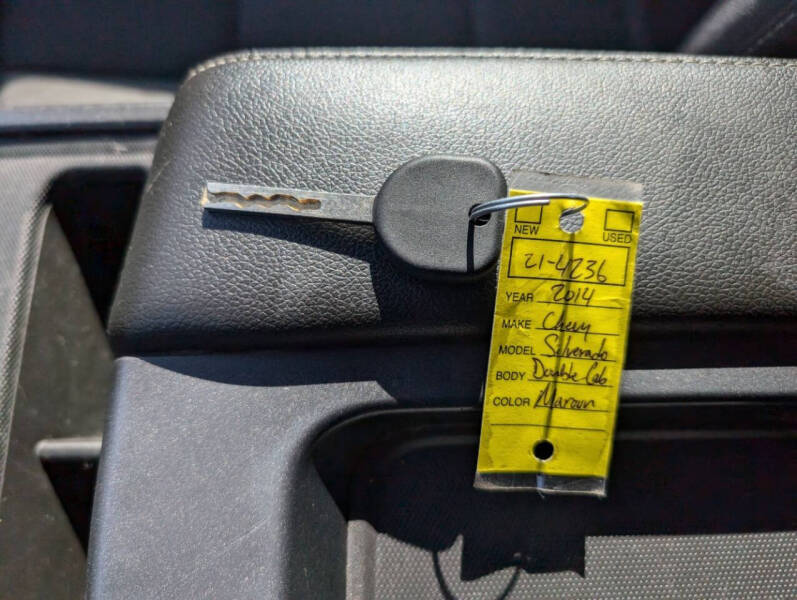 NEW USED
21-4236
YEAR 2014
MAKE Chevy
MODEL Silverado
BODY Double Cab
COLOR Maroon